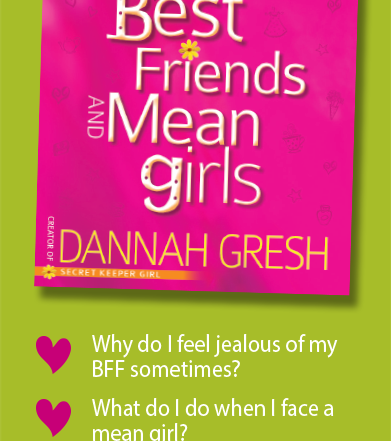 Best
Friends
AND
Mean
girls
CREATOR OF
DANNAH GRESH
SECRET KEEPER GIRL
Why do I feel jealous of my
BFF sometimes?
What do I do when I face a
mean girl?